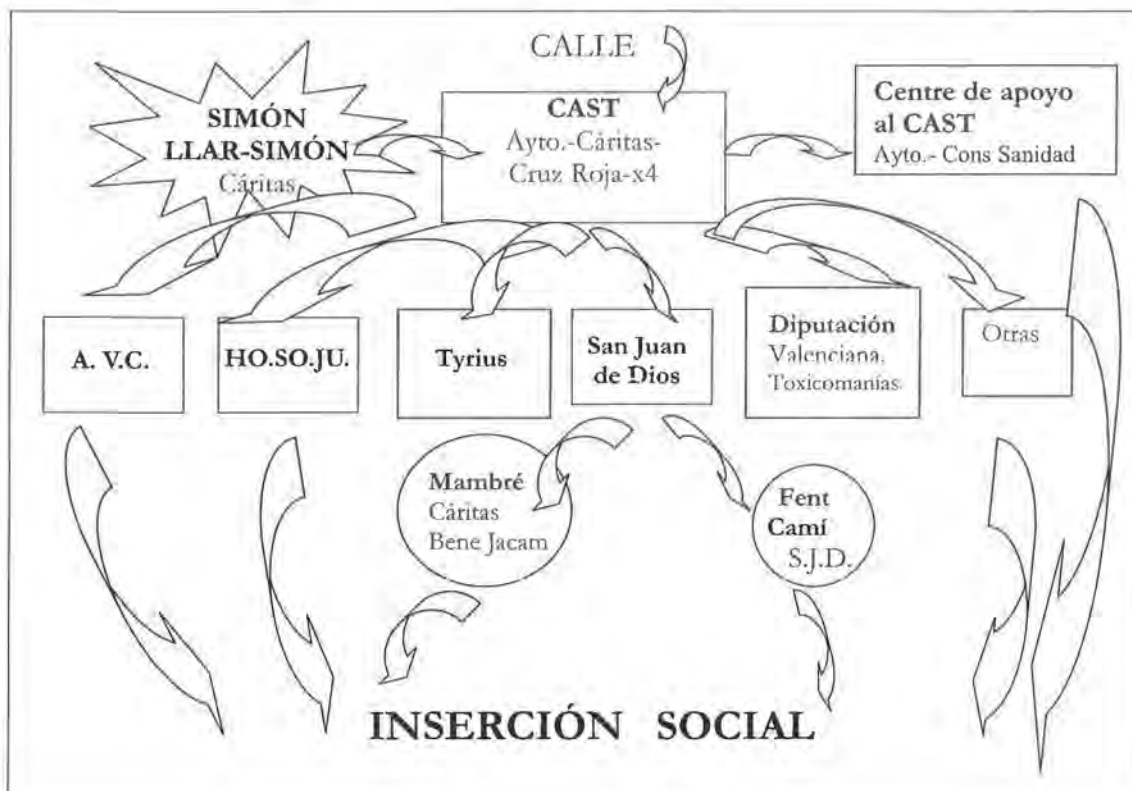 CALLE
SIMÓN
LLAR-SIMÓN
Cáritas
CAST
Ayto.-Cáritas-
Cruz Roja-x4
Centre de apoyo
al CAST
Ayto.- Cons Sanidad
A. V.C.
HO.SO.JU.
Tyrius
San Juan
de Dios
Diputación
Valenciana.
Toxicomanías
Otras
Mambré
Cáritas
Bene Jacam
Fent
Camí
S.J.D.
INSERCIÓN SOCIAL